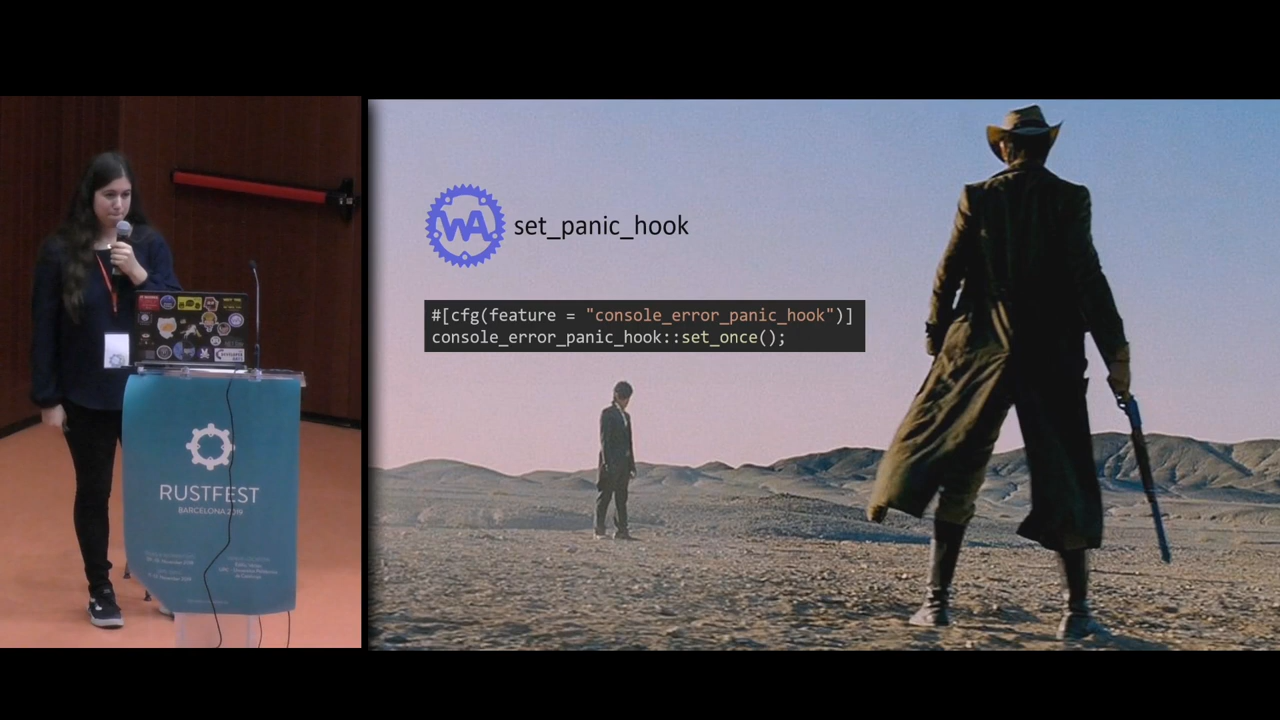 WA
set_panic_hook
#[cfg(feature = "console_error_panic_hook")]
console_error_panic_hook::set_once();
RUSTFEST
BARCELONA 2019